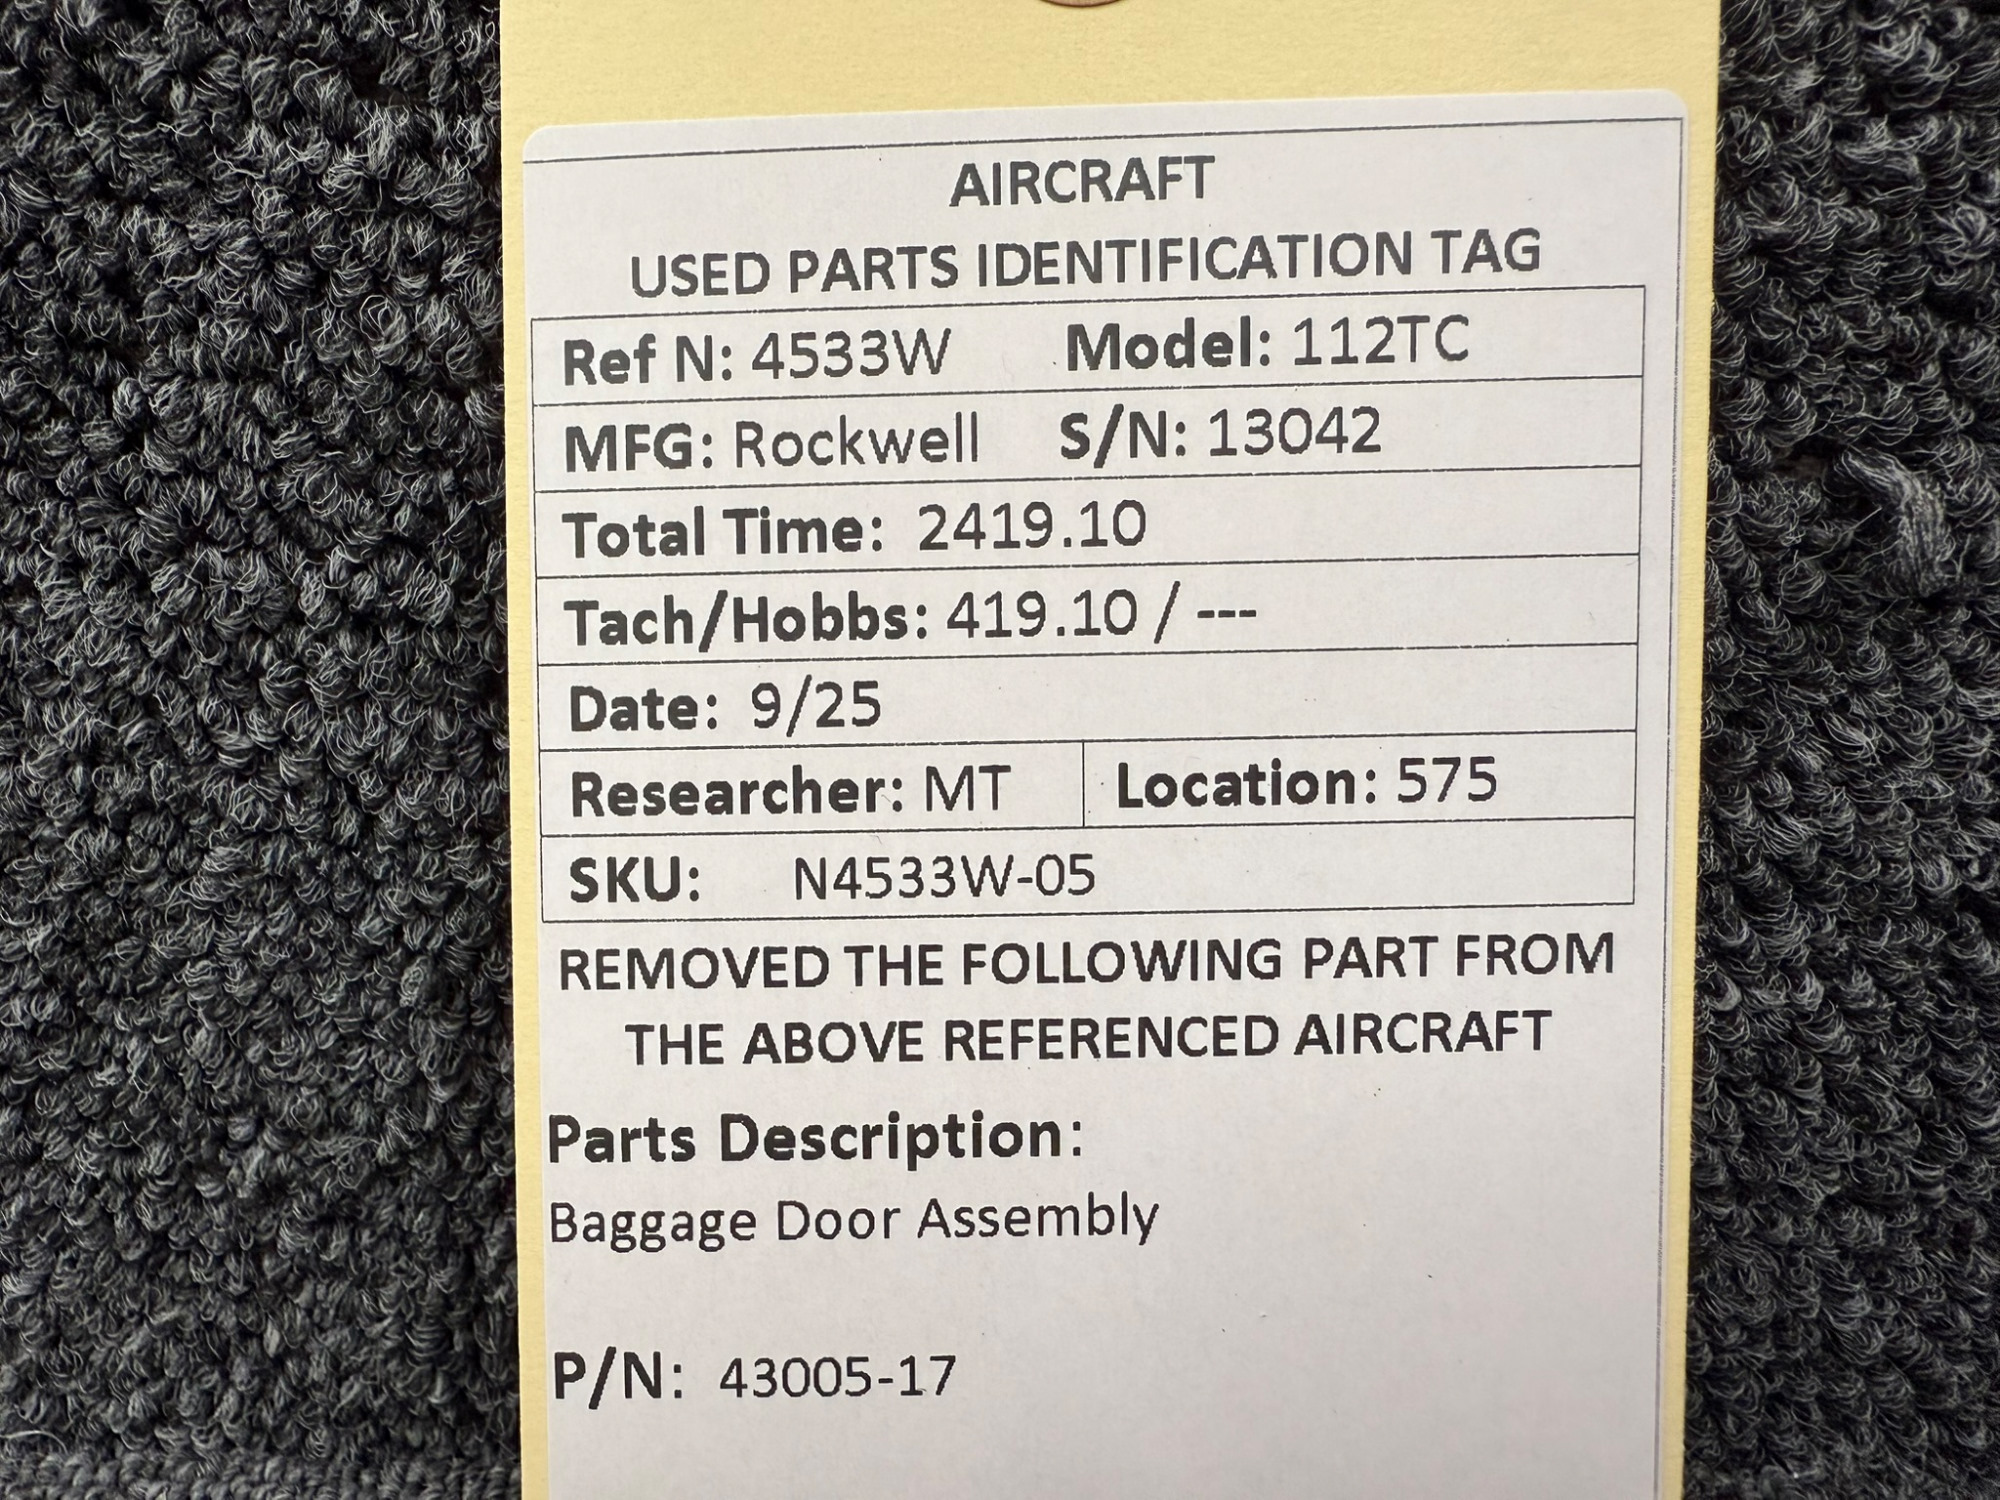 AIRCRAFT
USED PARTS IDENTIFICATION TAG
Ref N: 4533W Model: 112TC
MFG: Rockwell S/N: 13042
Total Time: 2419.10
Tach/Hobbs: 419.10 / ---
Date: 9/25
Researcher: MT Location: 575
SKU: N4533W-05
REMOVED THE FOLLOWING PART FROM
THE ABOVE REFERENCED AIRCRAFT
Parts Description:
Baggage Door Assembly
P/N: 43005-17